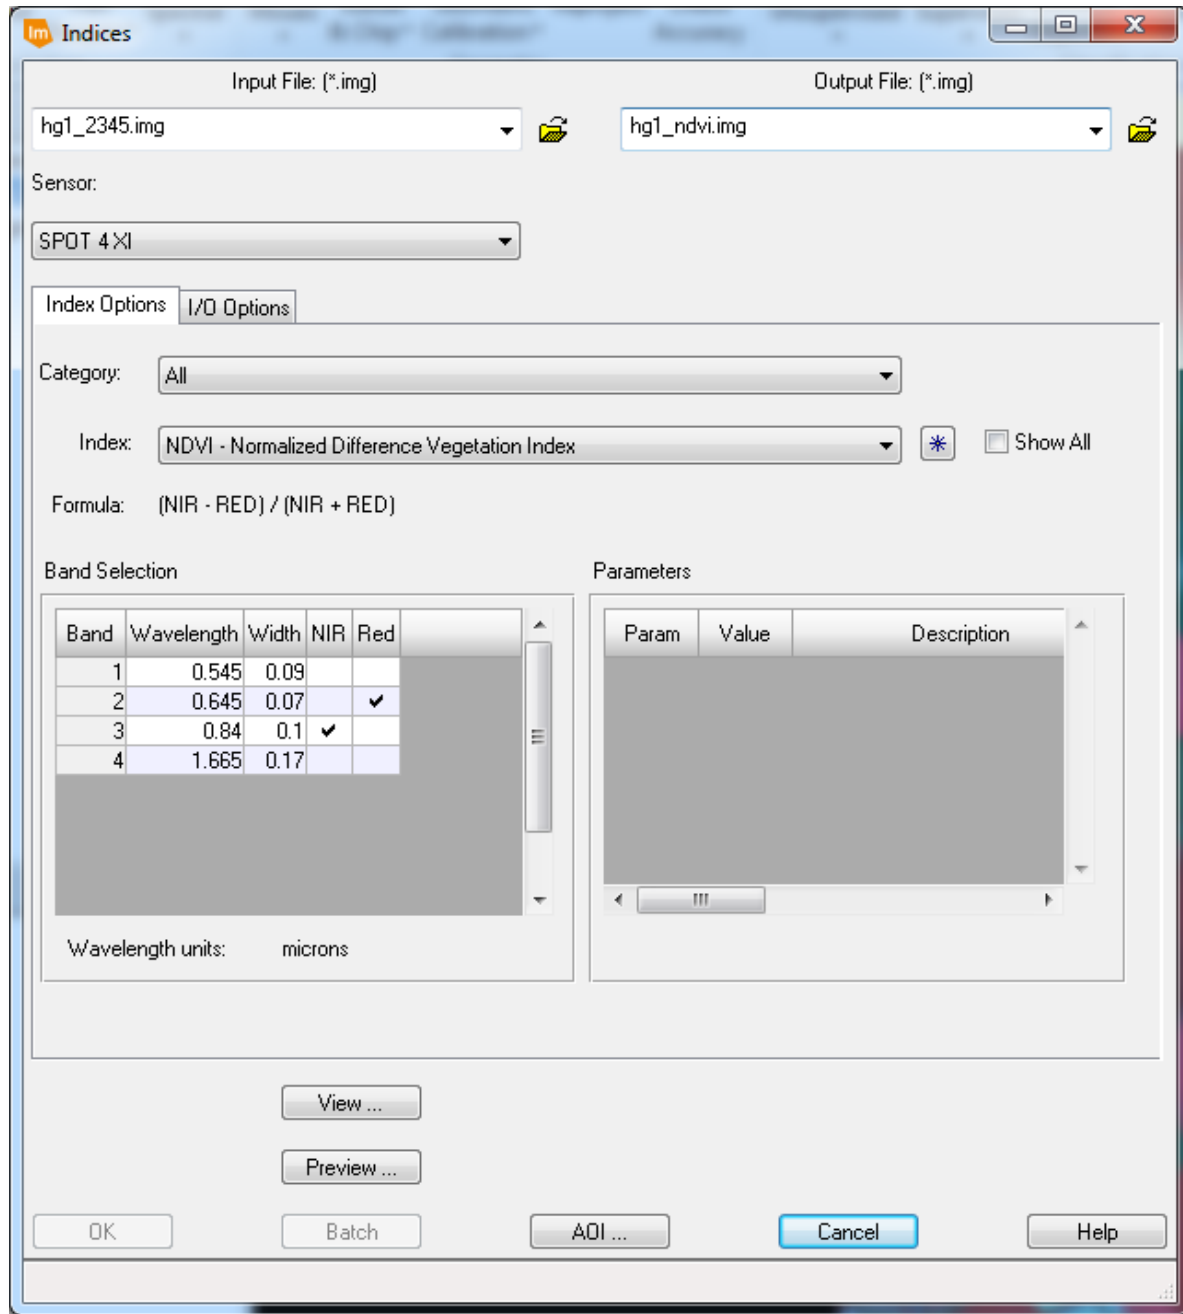 Im Indices
Input File: (*.img) Output File: (*.img)
hg1_2345.img hg1_ndvi.img
Sensor:
SPOT 4 XI
Index Options I/O Options
Category: All
Index: NDVI - Normalized Difference Vegetation Index Show All
Formula: (NIR - RED) / (NIR + RED)
Band Selection Parameters
Band Wavelength Width NIR Red Param Value Description
1 0.545 0.09
2 0.645 0.07
3 0.84 0.1
4 1.665 0.17
Wavelength units: microns
View ...
Preview ...
OK Batch AOI ... Cancel Help